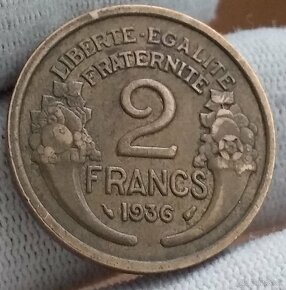 LIBERTE-EGALITE
FRATERNITE
2
FRANCS
1936